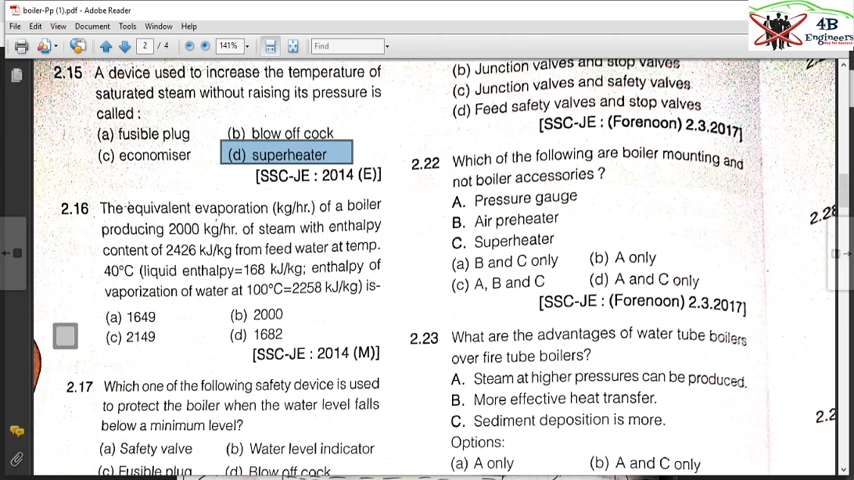 boiler-Pp (1).pdf - Adobe Reader
File Edit View Document Tools Window Help
2 / 4 141% Find
4B
Engineers
2.15 A device used to increase the temperature of
saturated steam without raising its pressure is
called :
(a) fusible plug (b) blow off cock
(c) economiser (d) superheater
[SSC-JE : 2014 (E)]
2.16 The equivalent evaporation (kg/hr.) of a boiler
producing 2000 kg/hr. of steam with enthalpy
content of 2426 kJ/kg from feed water at temp.
40°C (liquid enthalpy=168 kJ/kg; enthalpy of
vaporization of water at 100°C=2258 kJ/kg) is-
(a) 1649 (b) 2000
(c) 2149 (d) 1682
[SSC-JE : 2014 (M)]
2.17 Which one of the following safety device is used
to protect the boiler when the water level falls
below a minimum level?
(a) Safety valve (b) Water level indicator
(c) Fusible plug (d) Blow off cock
(b) Junction valves and stop valves
(c) Junction valves and safety valves
(d) Feed safety valves and stop valves
[SSC-JE : (Forenoon) 2.3.2017]
2.22 Which of the following are boiler mounting and
not boiler accessories ?
A. Pressure gauge
B. Air preheater
C. Superheater
(a) B and C only (b) A only
(c) A, B and C (d) A and C only
[SSC-JE : (Forenoon) 2.3.2017]
2.23 What are the advantages of water tube boilers
over fire tube boilers?
A. Steam at higher pressures can be produced.
B. More effective heat transfer.
C. Sediment deposition is more.
Options:
(a) A only (b) A and C only
2.28
2.2